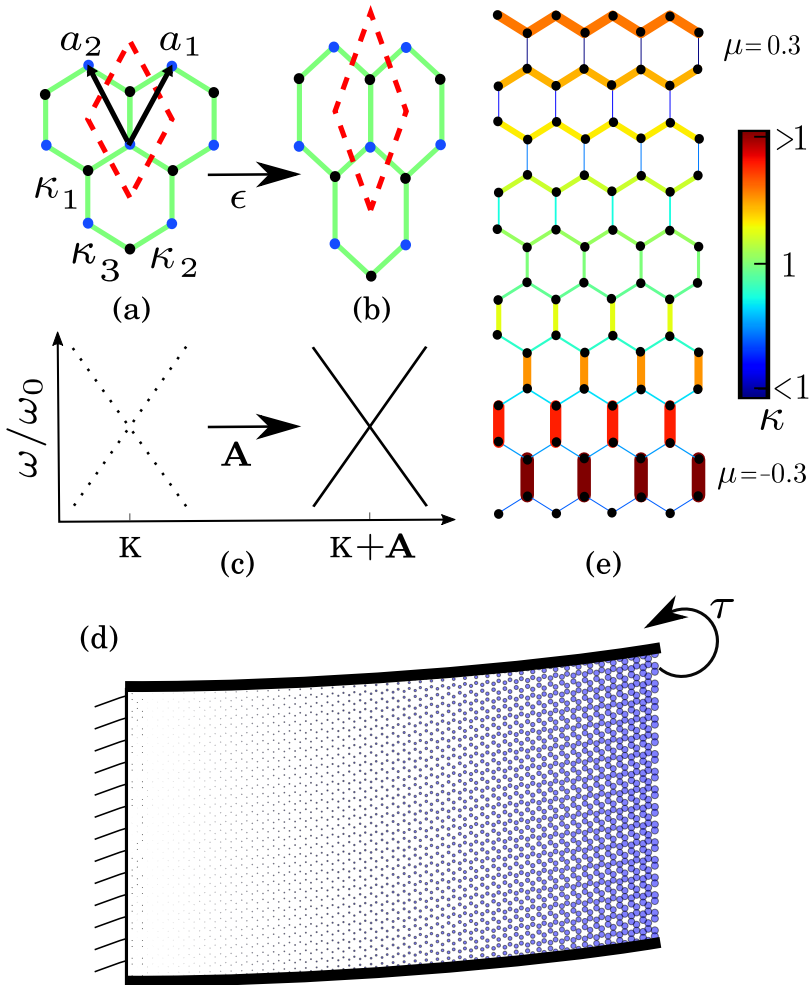 a₂
a₁
κ₁
κ₃
κ₂
ϵ
(a)
(b)
ω/ω₀
A
K
K+A
(c)
μ=0.3
>1
1
<1
κ
μ=-0.3
(e)
(d)
τ